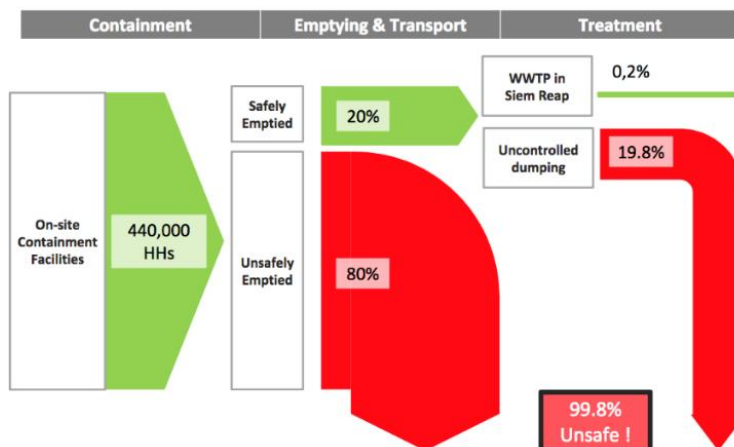 Containment
Emptying & Transport
Treatment
On-site
Containment
Facilities
440,000
HHs
Safely
Emptied
20%
Unsafely
Emptied
80%
WWTP in
Siem Reap
0,2%
Uncontrolled
dumping
19.8%
99.8%
Unsafe !